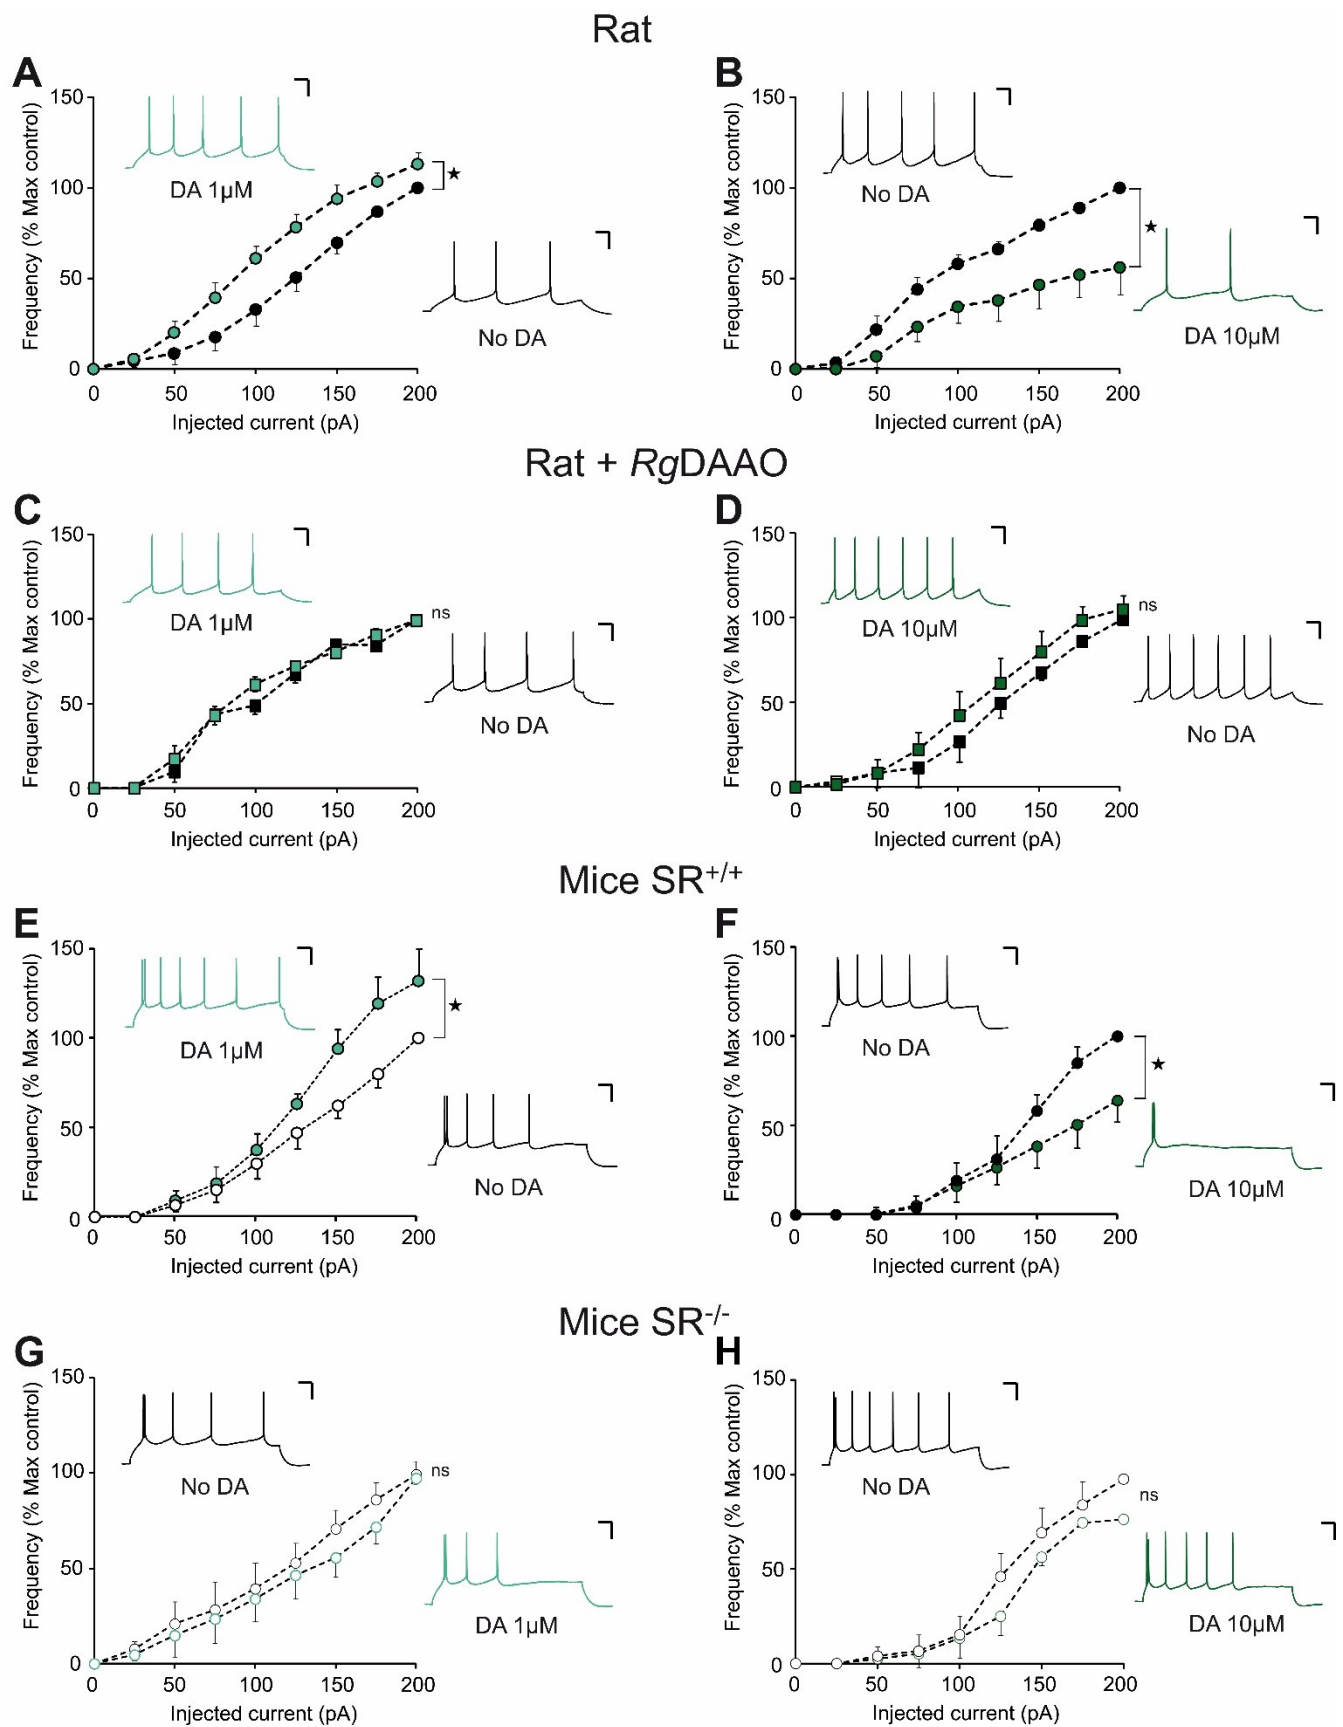 Rat
A
Frequency (% Max control)
150
100
50
0
0 50 100 150 200
Injected current (pA)
DA 1µM
No DA
★
B
Frequency (% Max control)
150
100
50
0
0 50 100 150 200
Injected current (pA)
No DA
DA 10µM
★
Rat + RgDAAO
C
Frequency (% Max control)
150
100
50
0
0 50 100 150 200
Injected current (pA)
DA 1µM
ns
No DA
D
Frequency (% Max control)
150
100
50
0
0 50 100 150 200
Injected current (pA)
DA 10µM
ns
No DA
Mice SR+/+
E
Frequency (% Max control)
150
100
50
0
0 50 100 150 200
Injected current (pA)
DA 1µM
No DA
★
F
Frequency (% Max control)
150
100
50
0
0 50 100 150 200
Injected current (pA)
No DA
DA 10µM
★
Mice SR-/-
G
Frequency (% Max control)
150
100
50
0
0 50 100 150 200
Injected current (pA)
No DA
ns
DA 1µM
H
Frequency (% Max control)
150
100
50
0
0 50 100 150 200
Injected current (pA)
No DA
ns
DA 10µM